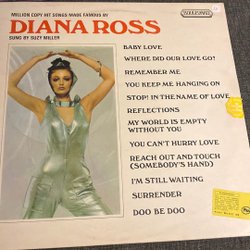 MILLION COPY HIT SONGS MADE FAMOUS BY
DIANA ROSS
SUNG BY SUZY MILLER
BABY LOVE
WHERE DID OUR LOVE GO?
REMEMBER ME
YOU KEEP ME HANGING ON
STOP! IN THE NAME OF LOVE
REFLECTIONS
MY WORLD IS EMPTY
WITHOUT YOU
YOU CAN'T HURRY LOVE
REACH OUT AND TOUCH
(SOMEBODY'S HAND)
I'M STILL WAITING
SURRENDER
DOO BE DOO